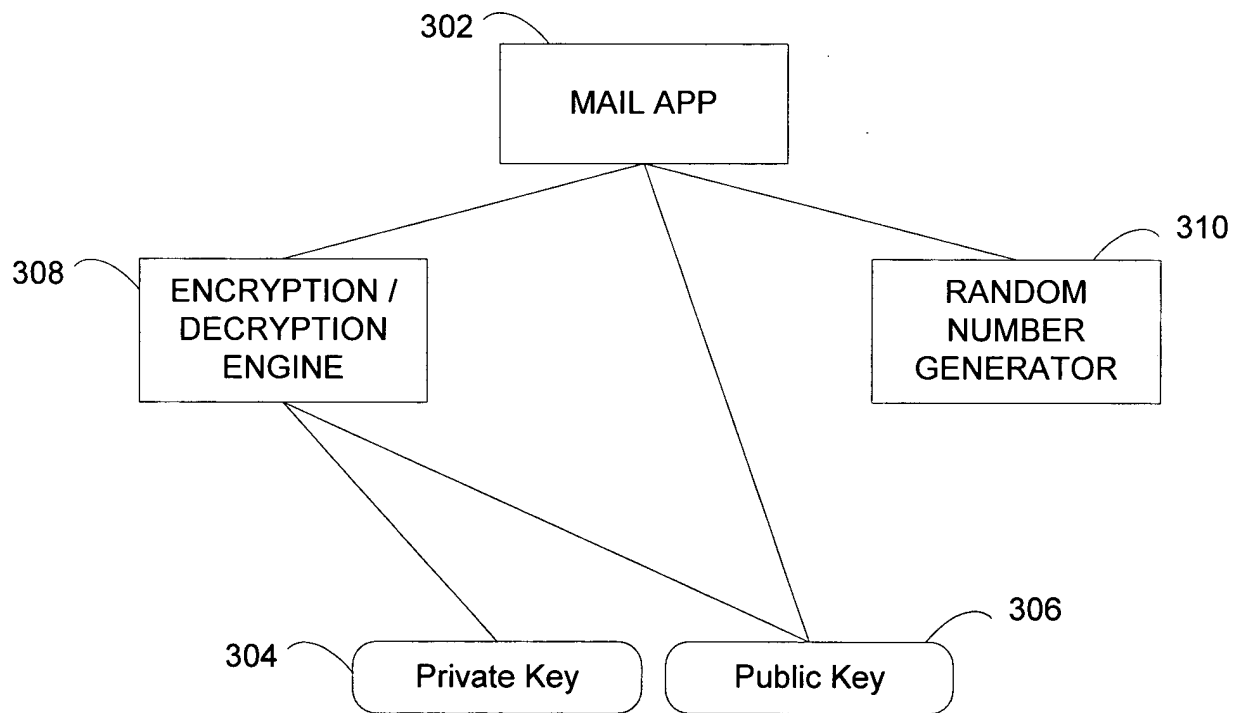 302
MAIL APP
308
ENCRYPTION /
DECRYPTION
ENGINE
310
RANDOM
NUMBER
GENERATOR
304
Private Key
306
Public Key